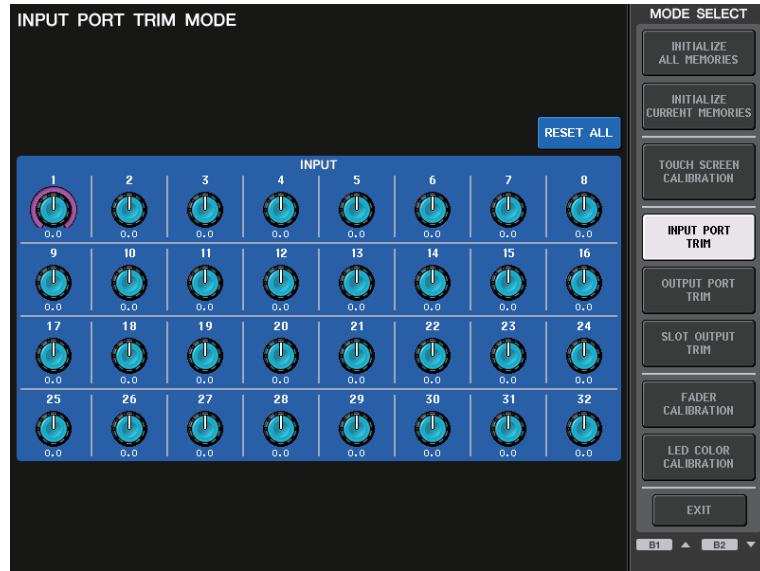 INPUT PORT TRIM MODE
RESET ALL
INPUT
1 2 3 4 5 6 7 8
0.0 0.0 0.0 0.0 0.0 0.0 0.0 0.0
9 10 11 12 13 14 15 16
0.0 0.0 0.0 0.0 0.0 0.0 0.0 0.0
17 18 19 20 21 22 23 24
0.0 0.0 0.0 0.0 0.0 0.0 0.0 0.0
25 26 27 28 29 30 31 32
0.0 0.0 0.0 0.0 0.0 0.0 0.0 0.0
MODE SELECT
INITIALIZE
ALL MEMORIES
INITIALIZE
CURRENT MEMORIES
TOUCH SCREEN
CALIBRATION
INPUT PORT
TRIM
OUTPUT PORT
TRIM
SLOT OUTPUT
TRIM
FADER
CALIBRATION
LED COLOR
CALIBRATION
EXIT
B1 ▲ B2 ▼